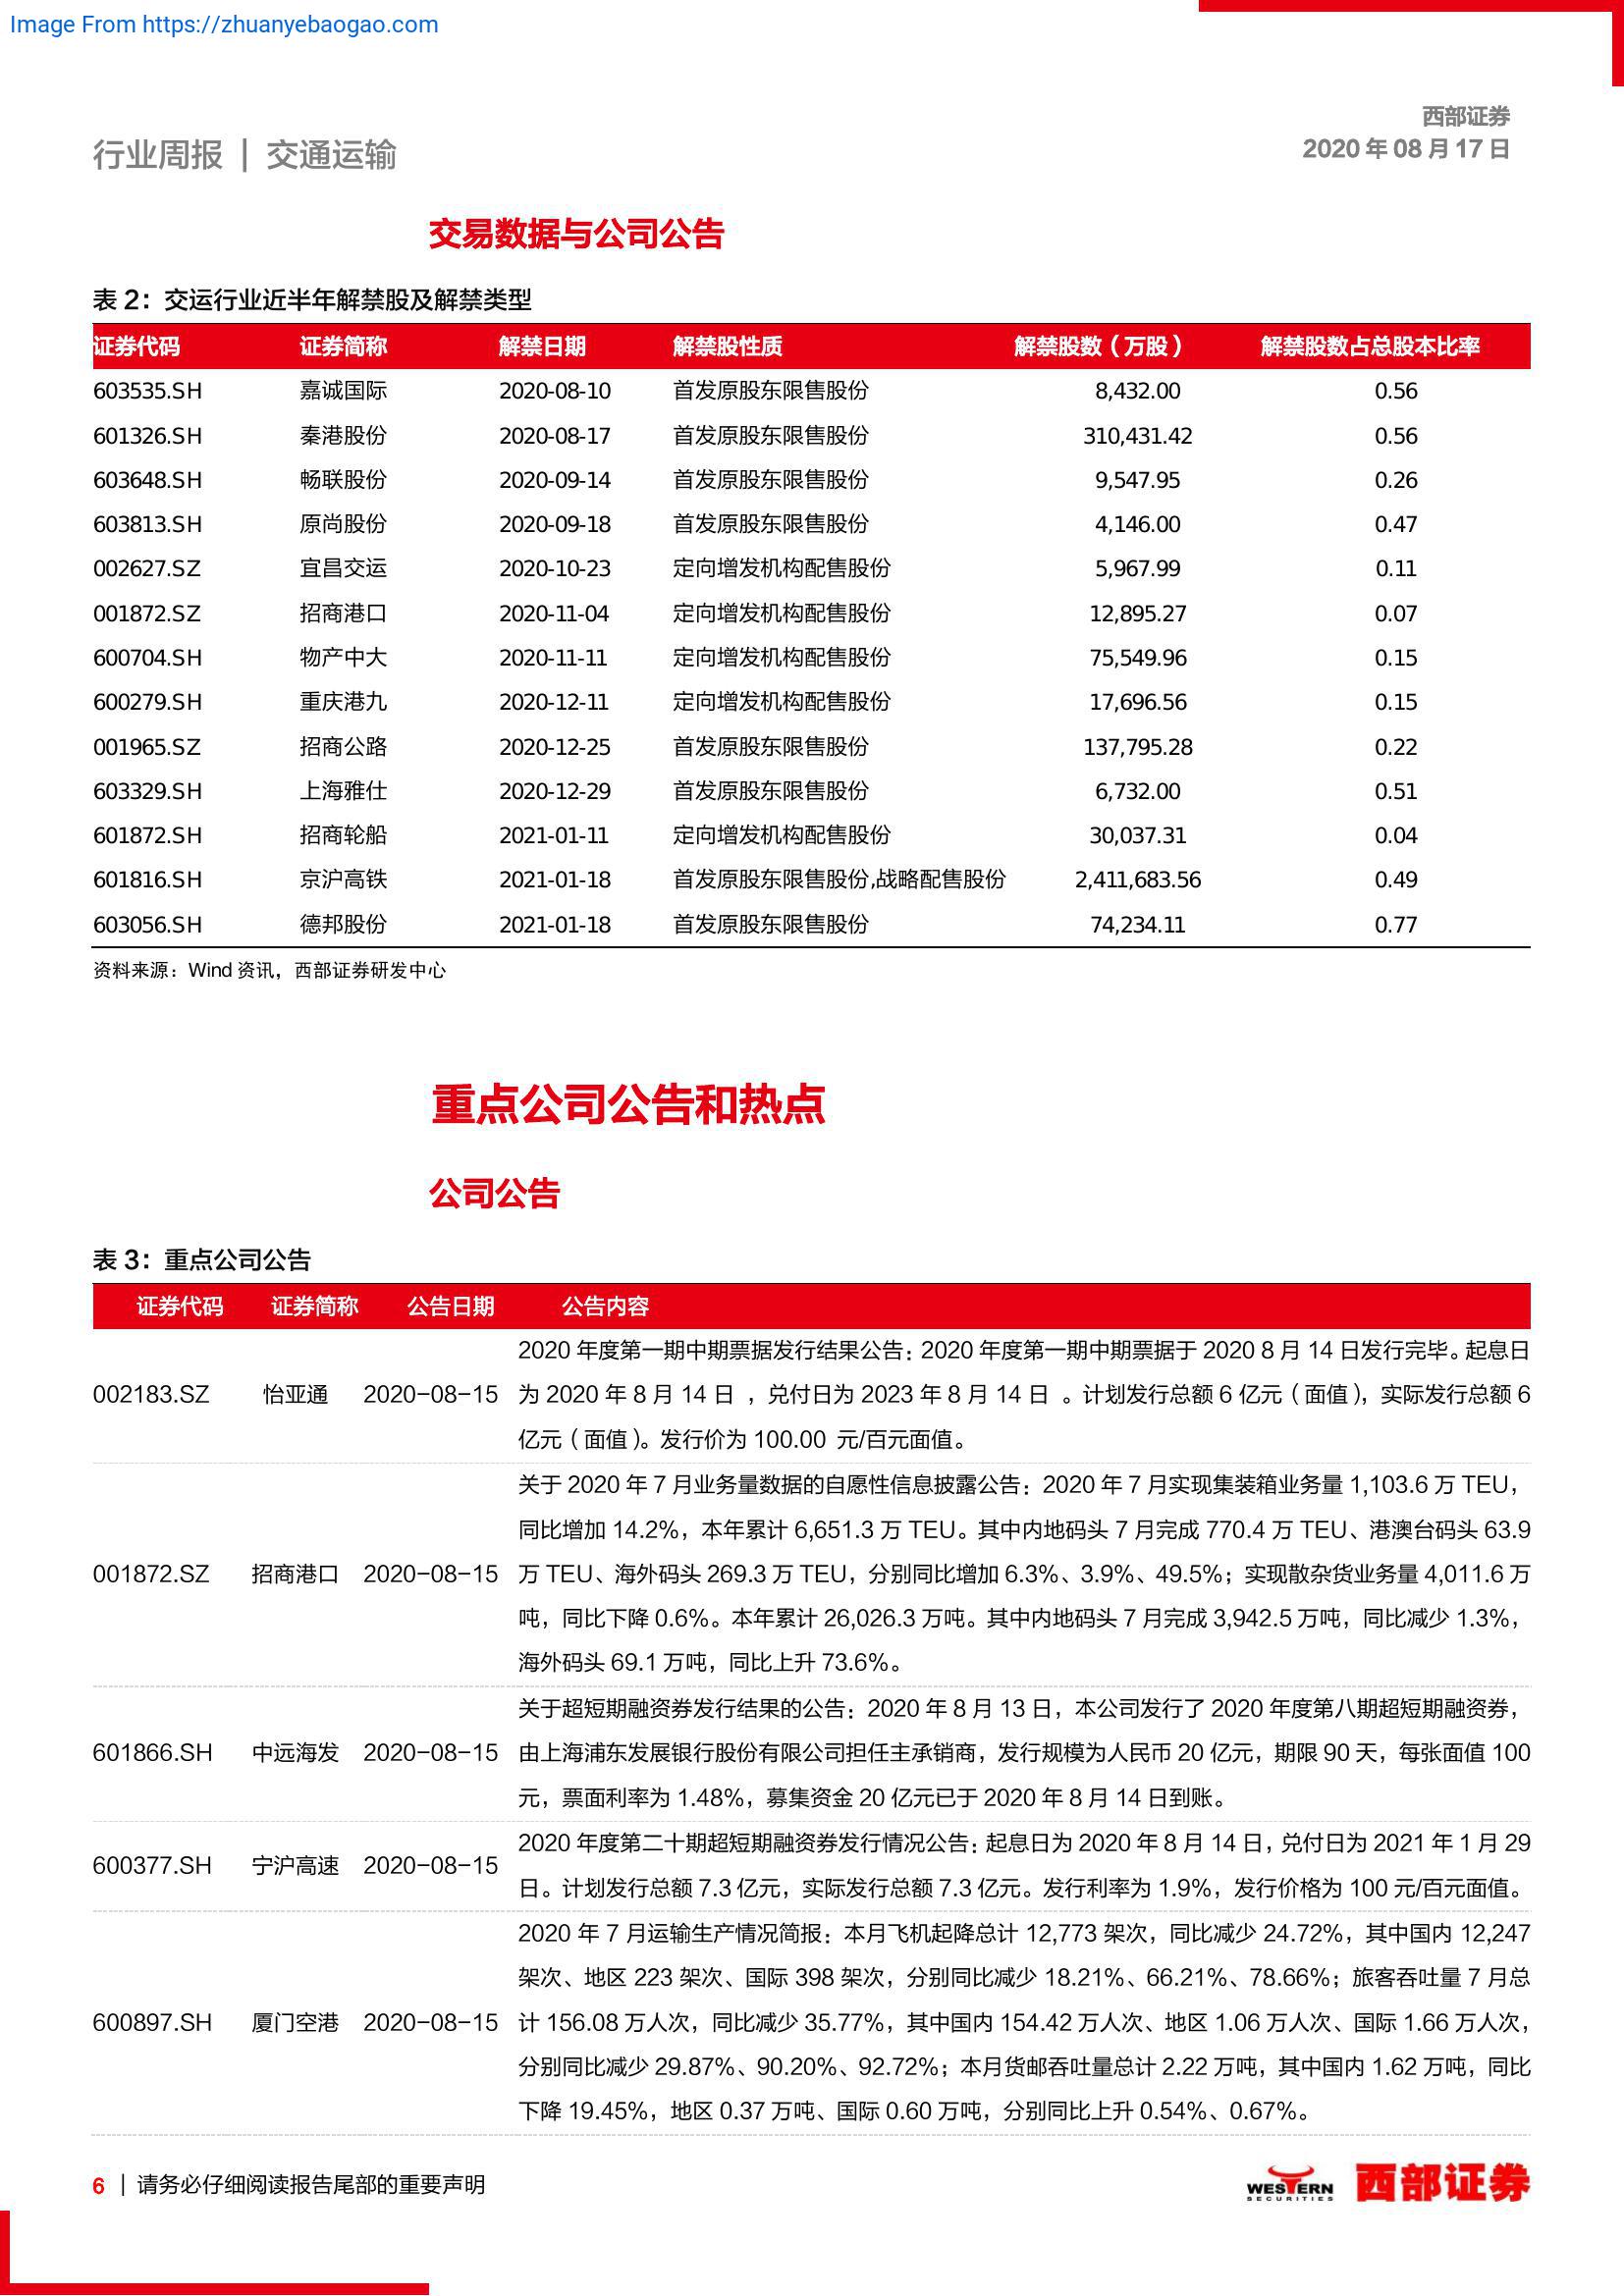 Image From https://zhuanyebaogao.com
西部证券
行业周报 | 交通运输
2020 年 08 月 17 日
交易数据与公司公告
表 2：交运行业近半年解禁股及解禁类型
证券代码 证券简称 解禁日期 解禁股性质 解禁股数（万股） 解禁股数占总股本比率
603535.SH 嘉诚国际 2020-08-10 首发原股东限售股份 8,432.00 0.56
601326.SH 秦港股份 2020-08-17 首发原股东限售股份 310,431.42 0.56
603648.SH 畅联股份 2020-09-14 首发原股东限售股份 9,547.95 0.26
603813.SH 原尚股份 2020-09-18 首发原股东限售股份 4,146.00 0.47
002627.SZ 宜昌交运 2020-10-23 定向增发机构配售股份 5,967.99 0.11
001872.SZ 招商港口 2020-11-04 定向增发机构配售股份 12,895.27 0.07
600704.SH 物产中大 2020-11-11 定向增发机构配售股份 75,549.96 0.15
600279.SH 重庆港九 2020-12-11 定向增发机构配售股份 17,696.56 0.15
001965.SZ 招商公路 2020-12-25 首发原股东限售股份 137,795.28 0.22
603329.SH 上海雅仕 2020-12-29 首发原股东限售股份 6,732.00 0.51
601872.SH 招商轮船 2021-01-11 定向增发机构配售股份 30,037.31 0.04
601816.SH 京沪高铁 2021-01-18 首发原股东限售股份,战略配售股份 2,411,683.56 0.49
603056.SH 德邦股份 2021-01-18 首发原股东限售股份 74,234.11 0.77
资料来源：Wind 资讯，西部证券研发中心
重点公司公告和热点
公司公告
表 3：重点公司公告
证券代码 证券简称 公告日期 公告内容
2020 年度第一期中期票据发行结果公告：2020 年度第一期中期票据于 2020 8 月 14 日发行完毕。起息日
002183.SZ 怡亚通 2020-08-15 为 2020 年 8 月 14 日 ，兑付日为 2023 年 8 月 14 日 。计划发行总额 6 亿元（面值），实际发行总额 6
亿元（面值）。发行价为 100.00 元/百元面值。
关于 2020 年 7 月业务量数据的自愿性信息披露公告：2020 年 7 月实现集装箱业务量 1,103.6 万 TEU，
同比增加 14.2%，本年累计 6,651.3 万 TEU。其中内地码头 7 月完成 770.4 万 TEU、港澳台码头 63.9
001872.SZ 招商港口 2020-08-15 万 TEU、海外码头 269.3 万 TEU，分别同比增加 6.3%、3.9%、49.5%；实现散杂货业务量 4,011.6 万
吨，同比下降 0.6%。本年累计 26,026.3 万吨。其中内地码头 7 月完成 3,942.5 万吨，同比减少 1.3%，
海外码头 69.1 万吨，同比上升 73.6%。
关于超短期融资券发行结果的公告：2020 年 8 月 13 日，本公司发行了 2020 年度第八期超短期融资券，
601866.SH 中远海发 2020-08-15 由上海浦东发展银行股份有限公司担任主承销商，发行规模为人民币 20 亿元，期限 90 天，每张面值 100
元，票面利率为 1.48%，募集资金 20 亿元已于 2020 年 8 月 14 日到账。
2020 年度第二十期超短期融资券发行情况公告：起息日为 2020 年 8 月 14 日，兑付日为 2021 年 1 月 29
600377.SH 宁沪高速 2020-08-15
日。计划发行总额 7.3 亿元，实际发行总额 7.3 亿元。发行利率为 1.9%，发行价格为 100 元/百元面值。
2020 年 7 月运输生产情况简报：本月飞机起降总计 12,773 架次，同比减少 24.72%，其中国内 12,247
架次、地区 223 架次、国际 398 架次，分别同比减少 18.21%、66.21%、78.66%；旅客吞吐量 7 月总
600897.SH 厦门空港 2020-08-15 计 156.08 万人次，同比减少 35.77%，其中国内 154.42 万人次、地区 1.06 万人次、国际 1.66 万人次，
分别同比减少 29.87%、90.20%、92.72%；本月货邮吞吐量总计 2.22 万吨，其中国内 1.62 万吨，同比
下降 19.45%，地区 0.37 万吨、国际 0.60 万吨，分别同比上升 0.54%、0.67%。
6 | 请务必仔细阅读报告尾部的重要声明
WESTERN
SECURITIES
西部证券